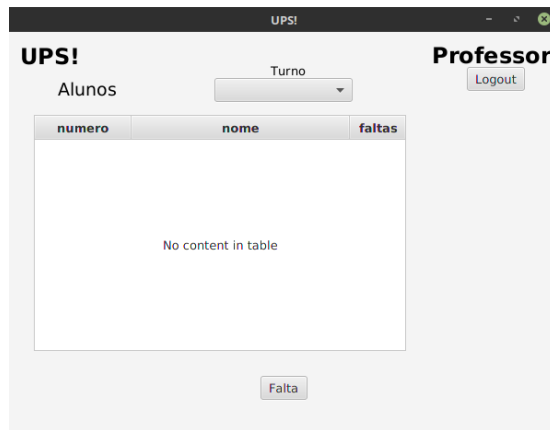 UPS!
UPS!
Professor
Turno
Logout
Alunos
numero nome faltas
No content in table
Falta